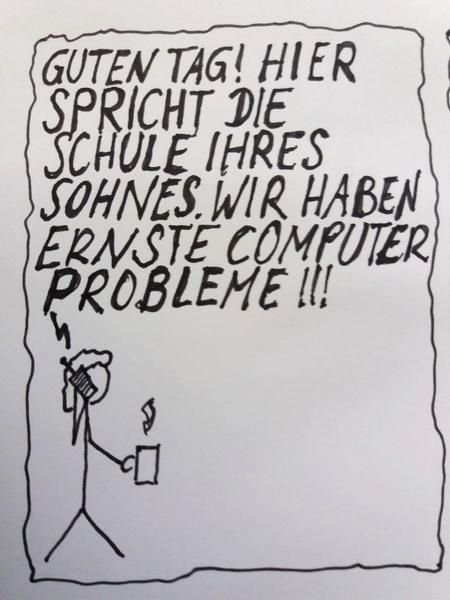 GUTEN TAG! HIER
SPRICHT DIE
SCHULE IHRES
SOHNES. WIR HABEN
ERNSTE COMPUTER
PROBLEME!!!